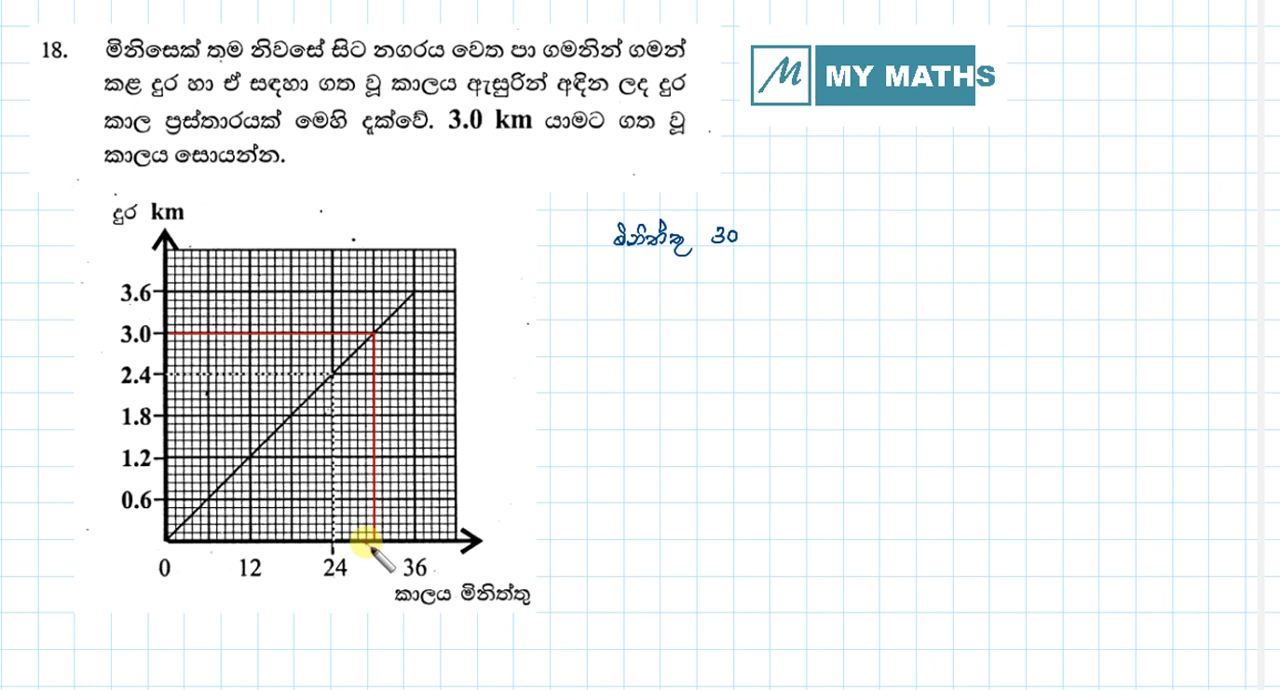 18. මිනිසෙක් තම නිවසේ සිට නගරය වෙත පා ගමනින් ගමන්
කළ දුර හා ඒ සඳහා ගත වූ කාලය ඇසුරින් අඳින ලද දුර
කාල ප්‍රස්තාරයක් මෙහි දැක්වේ. 3.0 km යාමට ගත වූ
කාලය සොයන්න.
M MY MATHS
දුර km
මිනිත්තු 30
3.6
3.0
2.4
1.8
1.2
0.6
0 12 24 36
කාලය මිනිත්තු